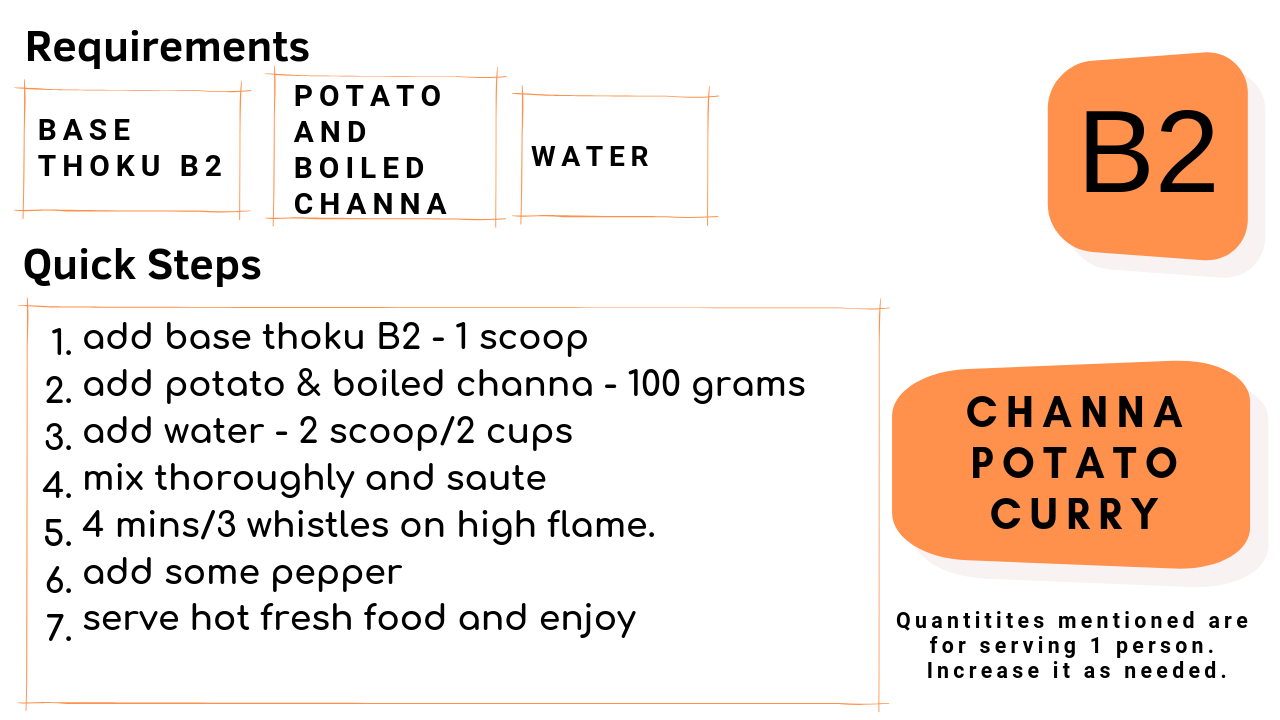 Requirements
BASE
THOKU B2
POTATO
AND
BOILED
CHANNA
WATER
B2
Quick Steps
1. add base thoku B2 - 1 scoop
2. add potato & boiled channa - 100 grams
3. add water - 2 scoop/2 cups
4. mix thoroughly and saute
5. 4 mins/3 whistles on high flame.
6. add some pepper
7. serve hot fresh food and enjoy
CHANNA
POTATO
CURRY
Quantitites mentioned are
for serving 1 person.
Increase it as needed.